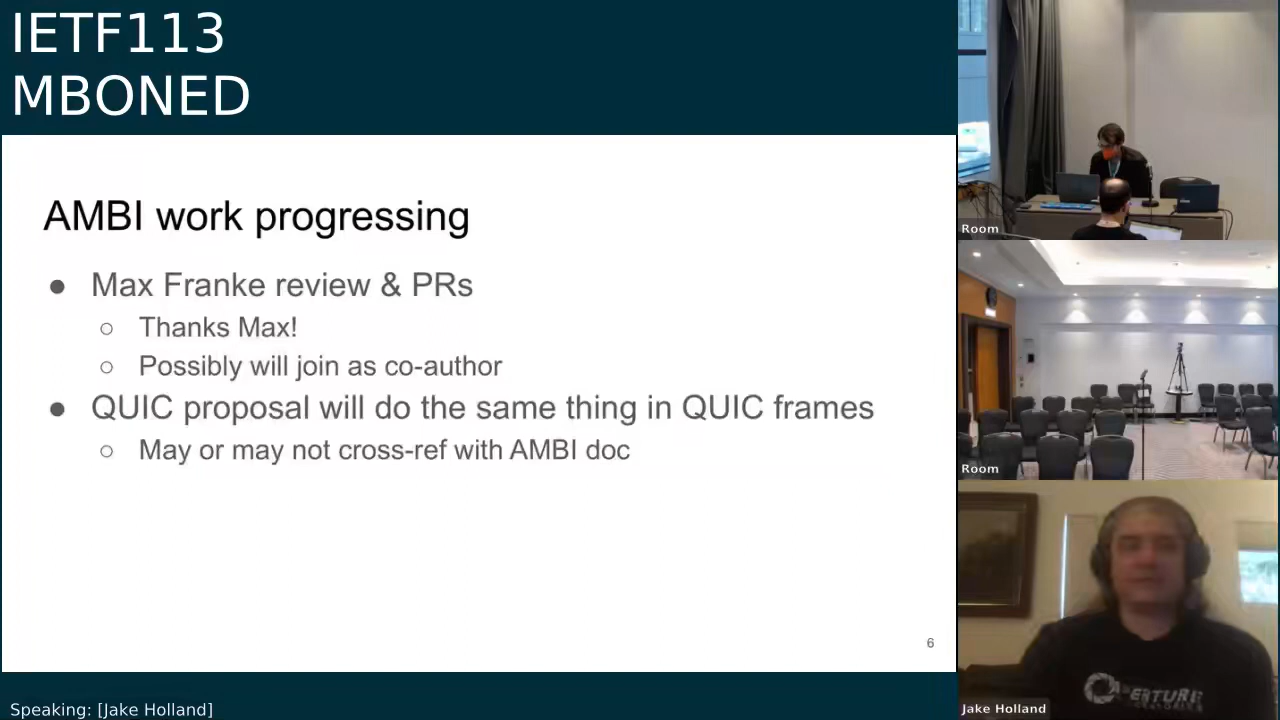 IETF113
MBONED
AMBI work progressing
● Max Franke review & PRs
○ Thanks Max!
○ Possibly will join as co-author
● QUIC proposal will do the same thing in QUIC frames
○ May or may not cross-ref with AMBI doc
6
Speaking: [Jake Holland]
Room
Room
Jake Holland